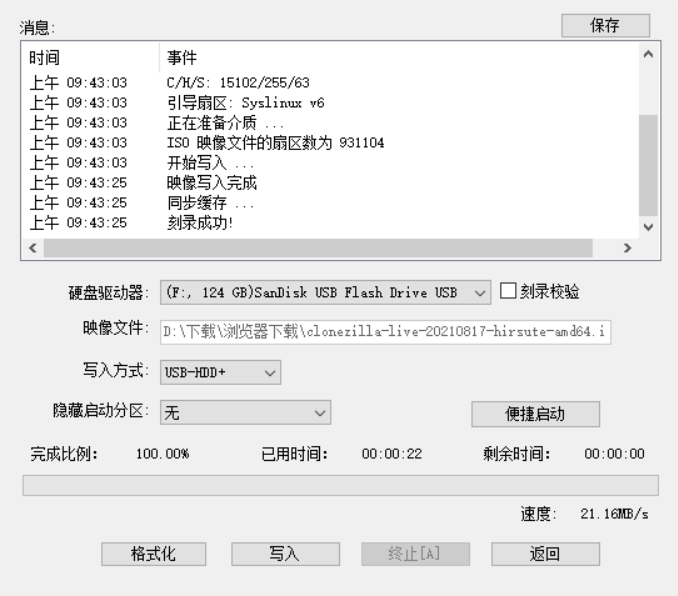 消息:
保存
时间 事件
上午 09:43:03 C/H/S: 15102/255/63
上午 09:43:03 引导扇区: Syslinux v6
上午 09:43:03 正在准备介质 ...
上午 09:43:03 ISO 映像文件的扇区数为 931104
上午 09:43:03 开始写入 ...
上午 09:43:25 映像写入完成
上午 09:43:25 同步缓存 ...
上午 09:43:25 刻录成功!
硬盘驱动器: (F:, 124 GB)SanDisk USB Flash Drive USB 刻录校验
映像文件: D:\下载\浏览器下载\clonezilla-live-20210817-hirsute-amd64.i
写入方式: USB-HDD+
隐藏启动分区: 无 便捷启动
完成比例: 100.00% 已用时间: 00:00:22 剩余时间: 00:00:00
速度: 21.16MB/s
格式化 写入 终止[A] 返回